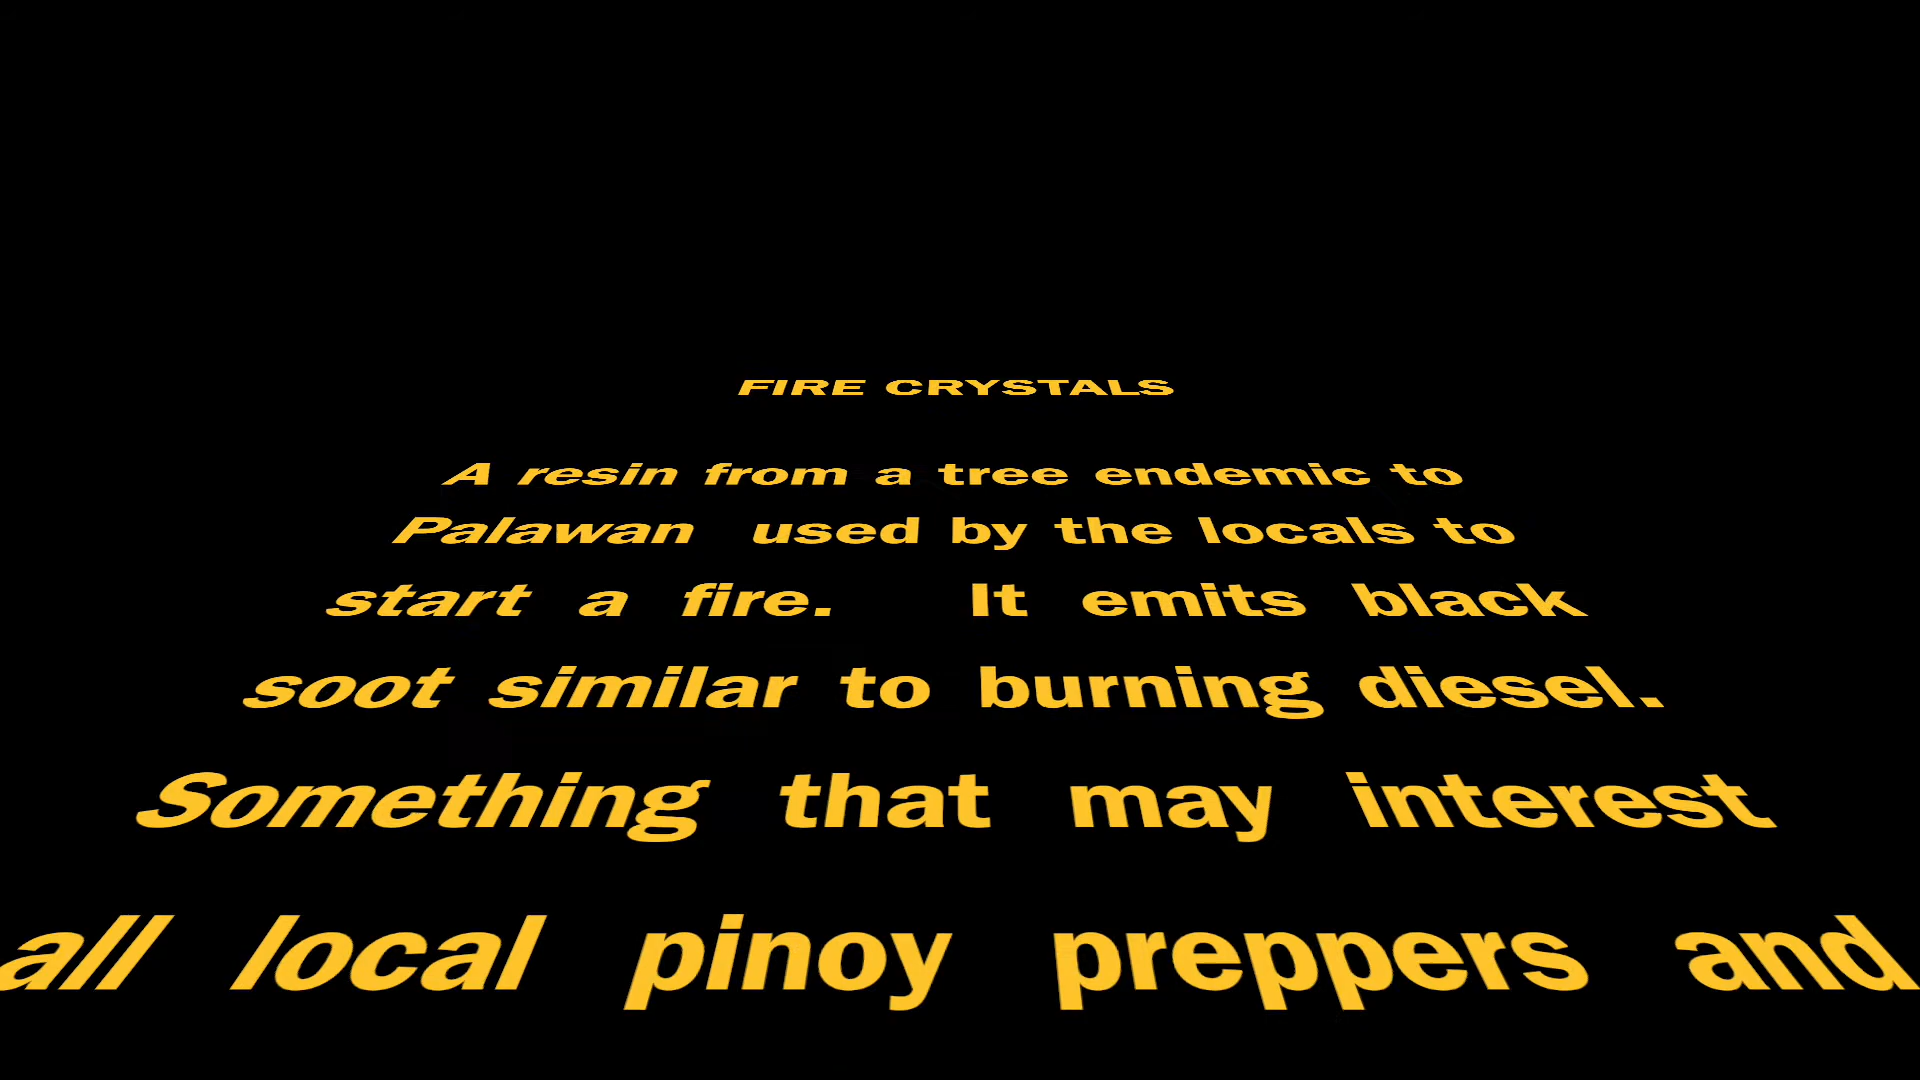 FIRE CRYSTALS
A resin from a tree endemic to
Palawan used by the locals to
start a fire. It emits black
soot similar to burning diesel.
Something that may interest
all local pinoy preppers and